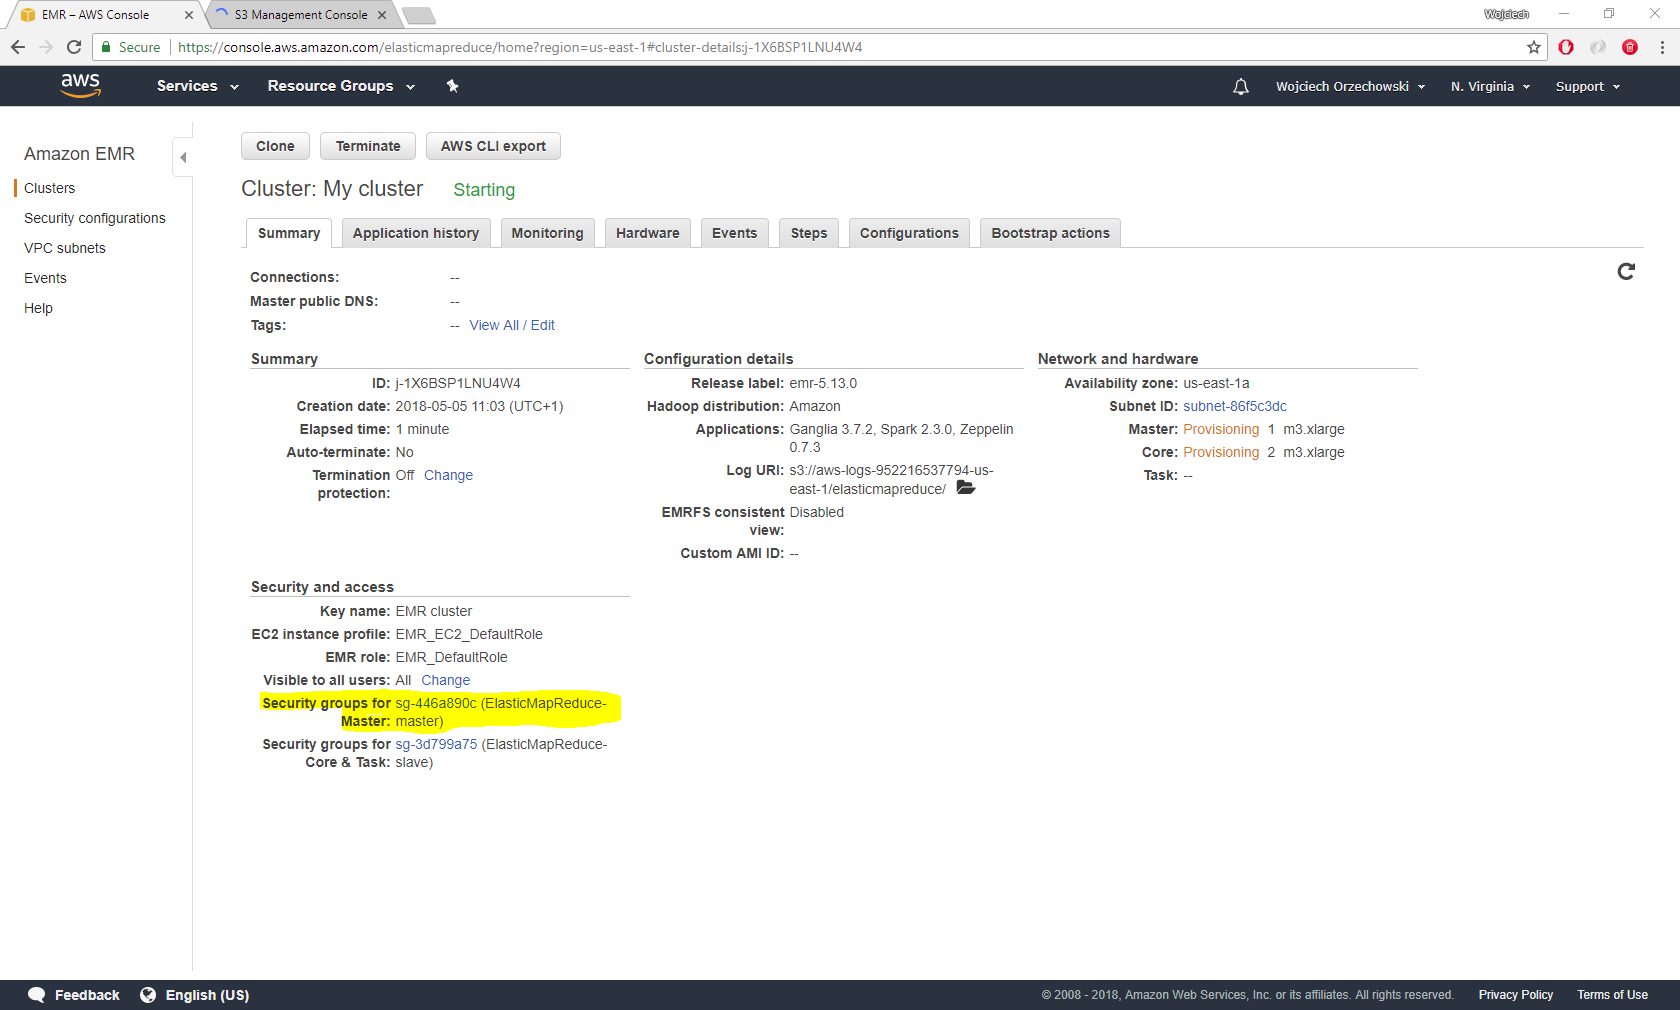 EMR – AWS Console
S3 Management Console
Wojciech
Secure https://console.aws.amazon.com/elasticmapreduce/home?region=us-east-1#cluster-details:j-1X6BSP1LNU4W4
aws Services Resource Groups Wojciech Orzechowski N. Virginia Support
Amazon EMR
Clusters
Security configurations
VPC subnets
Events
Help
Clone Terminate AWS CLI export
Cluster: My cluster Starting
Summary Application history Monitoring Hardware Events Steps Configurations Bootstrap actions
Connections: --
Master public DNS: --
Tags: -- View All / Edit
Summary
ID: j-1X6BSP1LNU4W4
Creation date: 2018-05-05 11:03 (UTC+1)
Elapsed time: 1 minute
Auto-terminate: No
Termination Off Change
protection:
Configuration details
Release label: emr-5.13.0
Hadoop distribution: Amazon
Applications: Ganglia 3.7.2, Spark 2.3.0, Zeppelin
0.7.3
Log URI: s3://aws-logs-952216537794-us-
east-1/elasticmapreduce/
EMRFS consistent Disabled
view:
Custom AMI ID: --
Network and hardware
Availability zone: us-east-1a
Subnet ID: subnet-86f5c3dc
Master: Provisioning 1 m3.xlarge
Core: Provisioning 2 m3.xlarge
Task: --
Security and access
Key name: EMR cluster
EC2 instance profile: EMR_EC2_DefaultRole
EMR role: EMR_DefaultRole
Visible to all users: All Change
Security groups for sg-446a890c (ElasticMapReduce-
Master: master)
Security groups for sg-3d799a75 (ElasticMapReduce-
Core & Task: slave)
Feedback English (US) © 2008 - 2018, Amazon Web Services, Inc. or its affiliates. All rights reserved. Privacy Policy Terms of Use